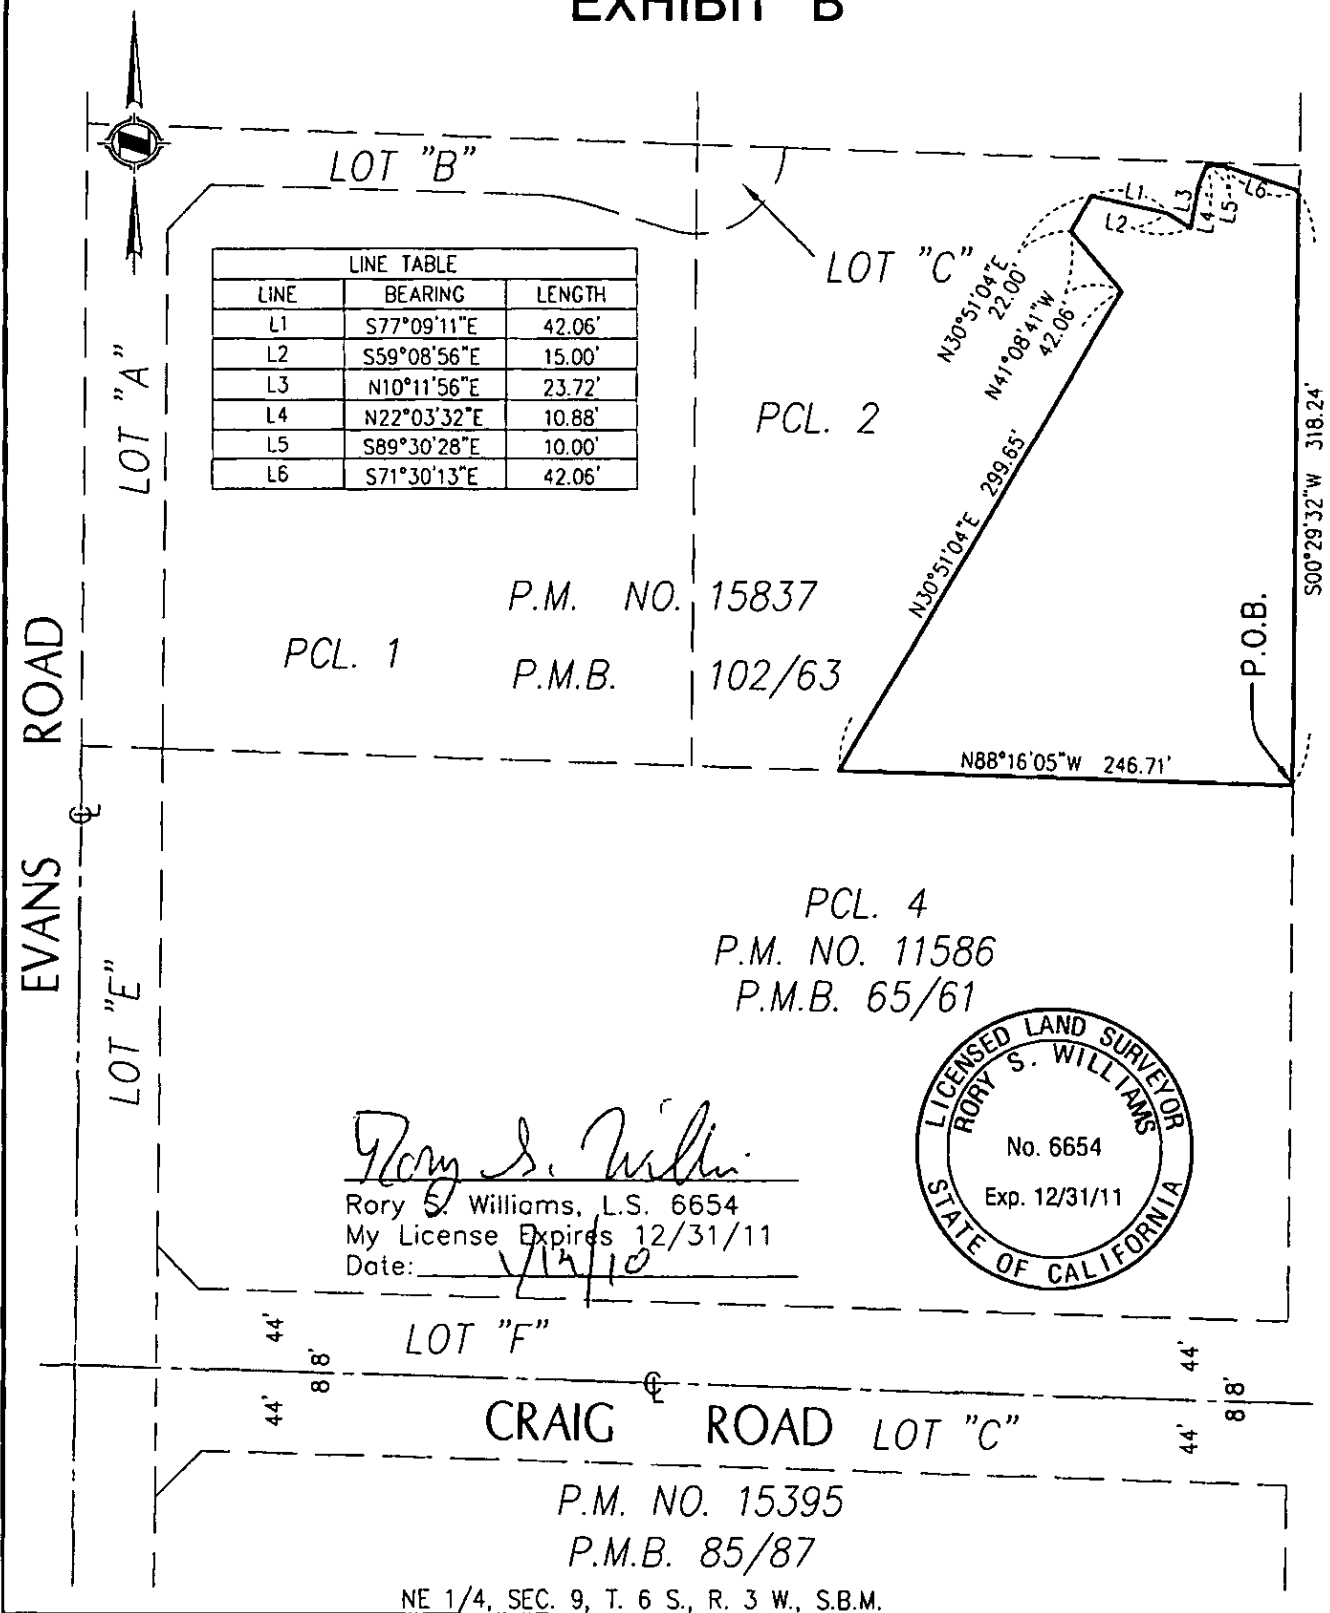 EXHIBIT "B"
LOT "B"
LOT "C"
LOT "A"
LINE TABLE
LINE BEARING LENGTH
L1 S77°09'11"E 42.06'
L2 S59°08'56"E 15.00'
L3 N10°11'56"E 23.72'
L4 N22°03'32"E 10.88'
L5 S89°30'28"E 10.00'
L6 S71°30'13"E 42.06'
L1
L2
L3
L4
L5
L6
N30°51'04"E
22.00'
N41°08'41"W
42.06'
PCL. 2
N30°51'04"E 299.65'
S00°29'32"W 318.24'
P.M. NO. 15837
PCL. 1
P.M.B. 102/63
P.O.B.
N88°16'05"W 246.71'
EVANS ROAD
℄
LOT "E"
PCL. 4
P.M. NO. 11586
P.M.B. 65/61
LICENSED LAND SURVEYOR
RORY S. WILLIAMS
No. 6654
Exp. 12/31/11
STATE OF CALIFORNIA
Rory S. Williams, L.S. 6654
My License Expires 12/31/11
Date:
44'
LOT "F"
44'
8' 8'
8' 8'
℄
44'
CRAIG ROAD LOT "C"
44'
P.M. NO. 15395
P.M.B. 85/87
NE 1/4, SEC. 9, T. 6 S., R. 3 W., S.B.M.